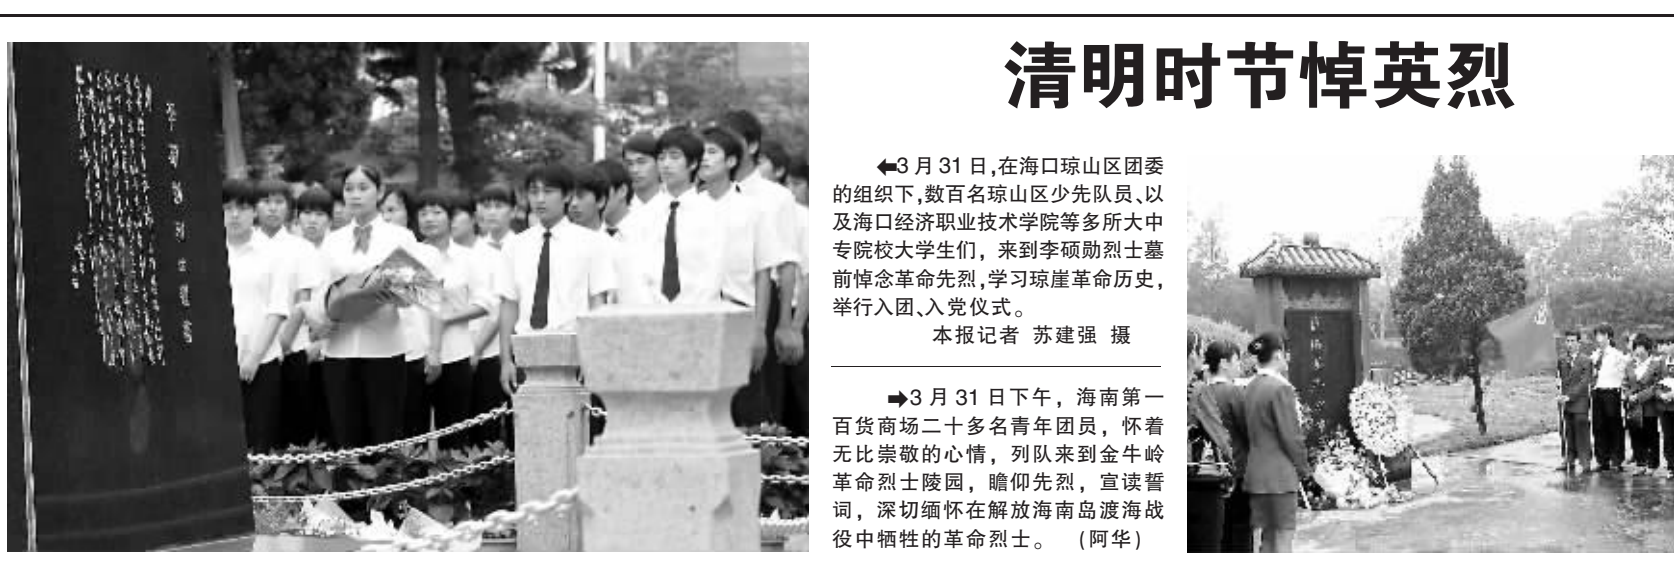 清明时节悼英烈
←3月31日,在海口琼山区团委
的组织下,数百名琼山区少先队员、以
及海口经济职业技术学院等多所大中
专院校大学生们，来到李硕勋烈士墓
前悼念革命先烈,学习琼崖革命历史，
举行入团、入党仪式。
本报记者 苏建强 摄
→3月31日下午，海南第一
百货商场二十多名青年团员，怀着
无比崇敬的心情，列队来到金牛岭
革命烈士陵园，瞻仰先烈，宣读誓
词，深切缅怀在解放海南岛渡海战
役中牺牲的革命烈士。 (阿华)